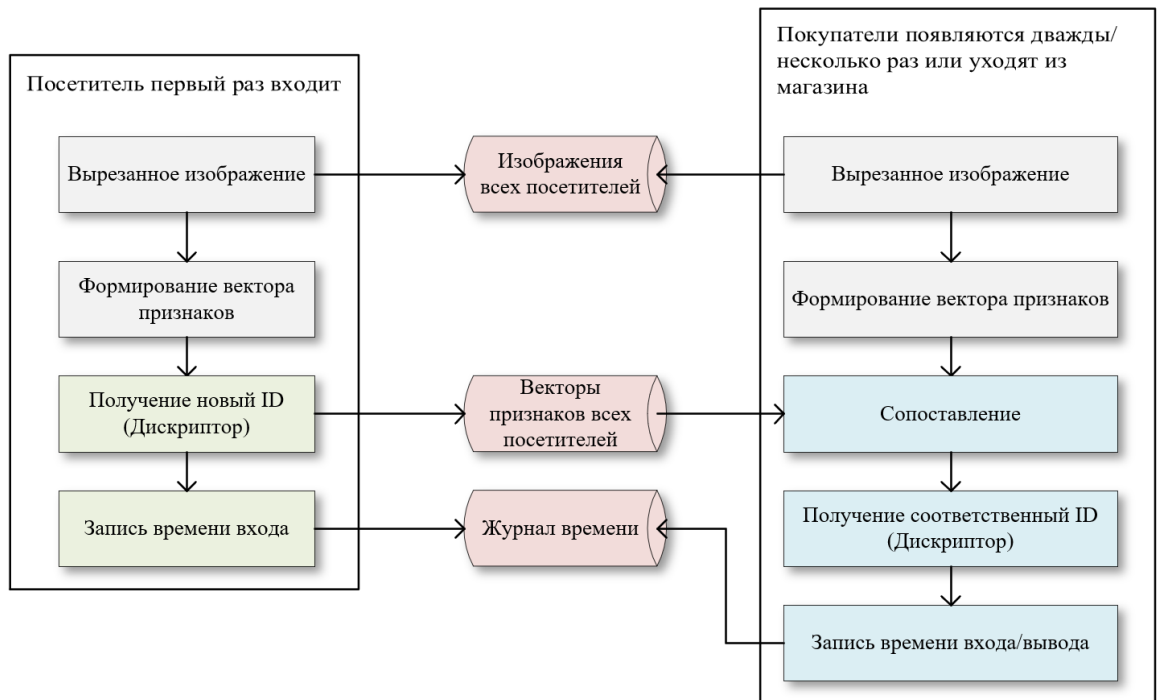 Посетитель первый раз входит
Вырезанное изображение
Формирование вектора
признаков
Получение новый ID
(Дискриптор)
Запись времени входа
Изображения
всех посетителей
Векторы
признаков всех
посетителей
Журнал времени
Покупатели появляются дважды/
несколько раз или уходят из
магазина
Вырезанное изображение
Формирование вектора признаков
Сопоставление
Получение соответственный ID
(Дискриптор)
Запись времени входа/вывода